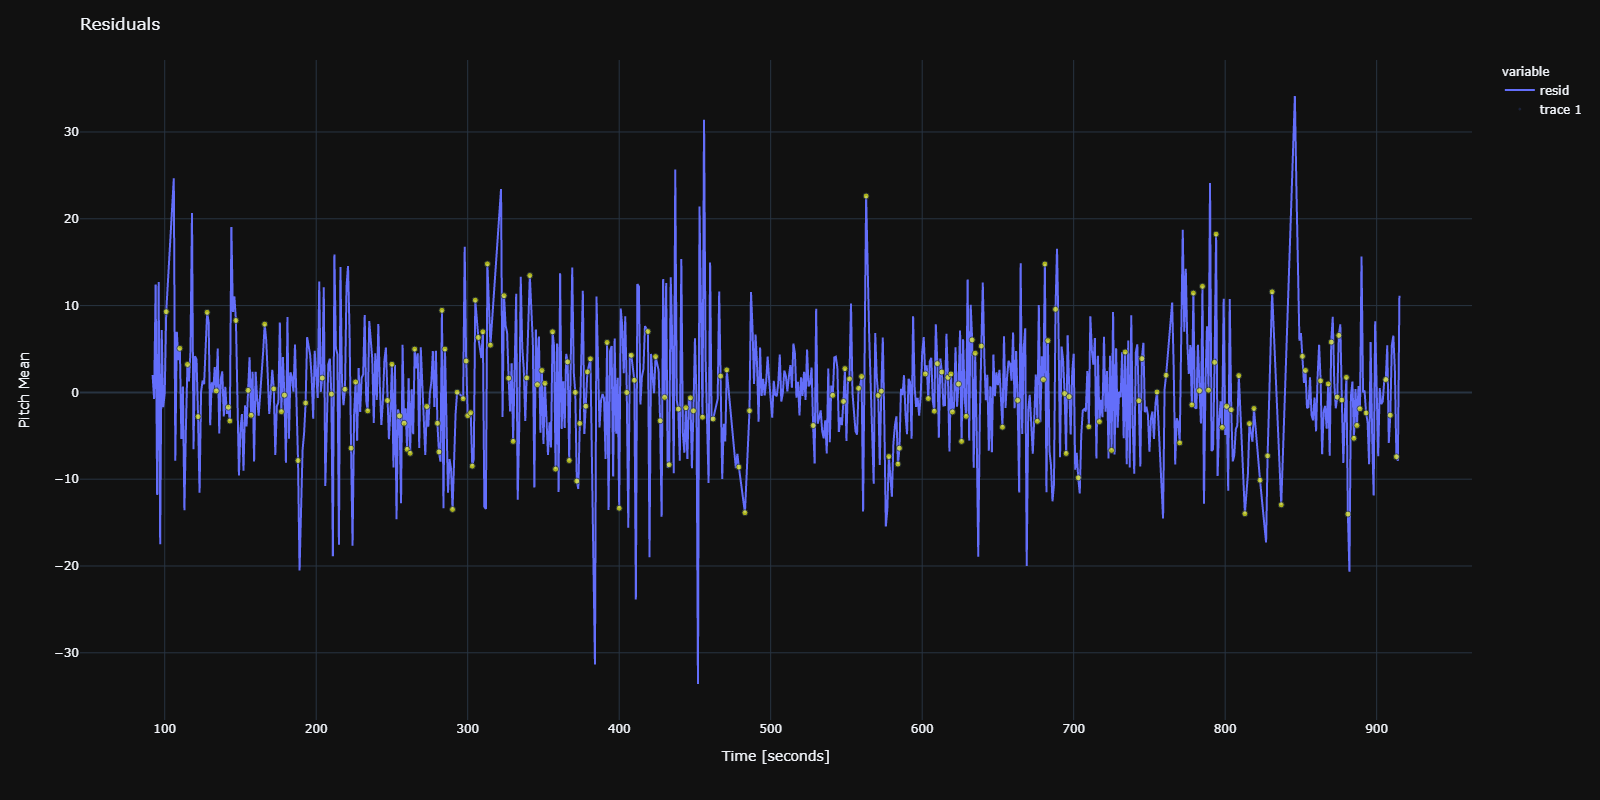 Residuals
variable
resid
trace 1
30
20
10
0
−10
−20
−30
Pitch Mean
100 200 300 400 500 600 700 800 900
Time [seconds]